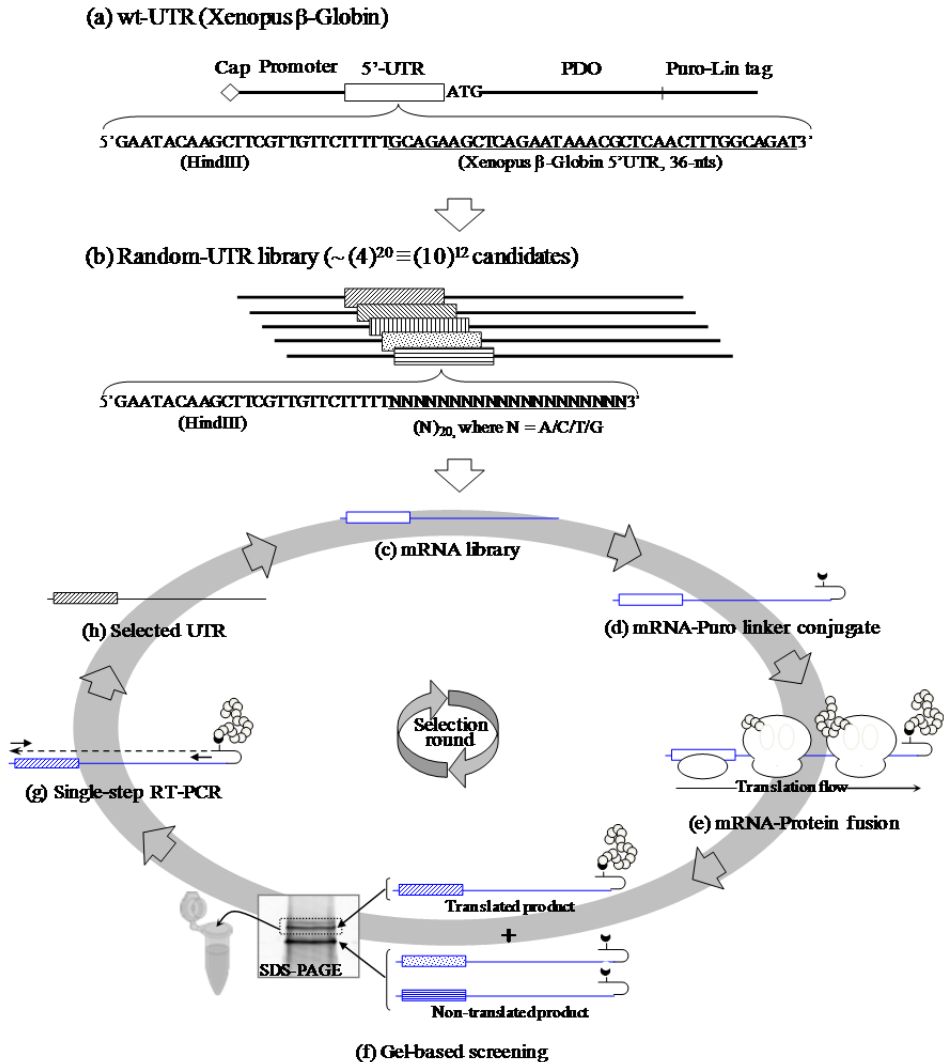 (a) wt-UTR (Xenopus β-Globin)
Cap Promoter 5’-UTR ATG PDO Puro-Lin tag
5’GAATACAAGCTTCGTTGTTCTTTTTGCAGAAGCTCAGAATAAACGCTCAACTTTGGCAGAT3’
(HindIII) (Xenopus β-Globin 5’UTR, 36-nts)
(b) Random-UTR library (~ (4)²⁰ ≡ (10)¹² candidates)
5’GAATACAAGCTTCGTTGTTCTTTTTNNNNNNNNNNNNNNNNNNNN3’
(HindIII) (N)₂₀, where N = A/C/T/G
(c) mRNA library
(d) mRNA-Puro linker conjugate
Translation flow
(e) mRNA-Protein fusion
Translated product
+
Non-translated product
SDS-PAGE
(f) Gel-based screening
(g) Single-step RT-PCR
(h) Selected UTR
Selection
round